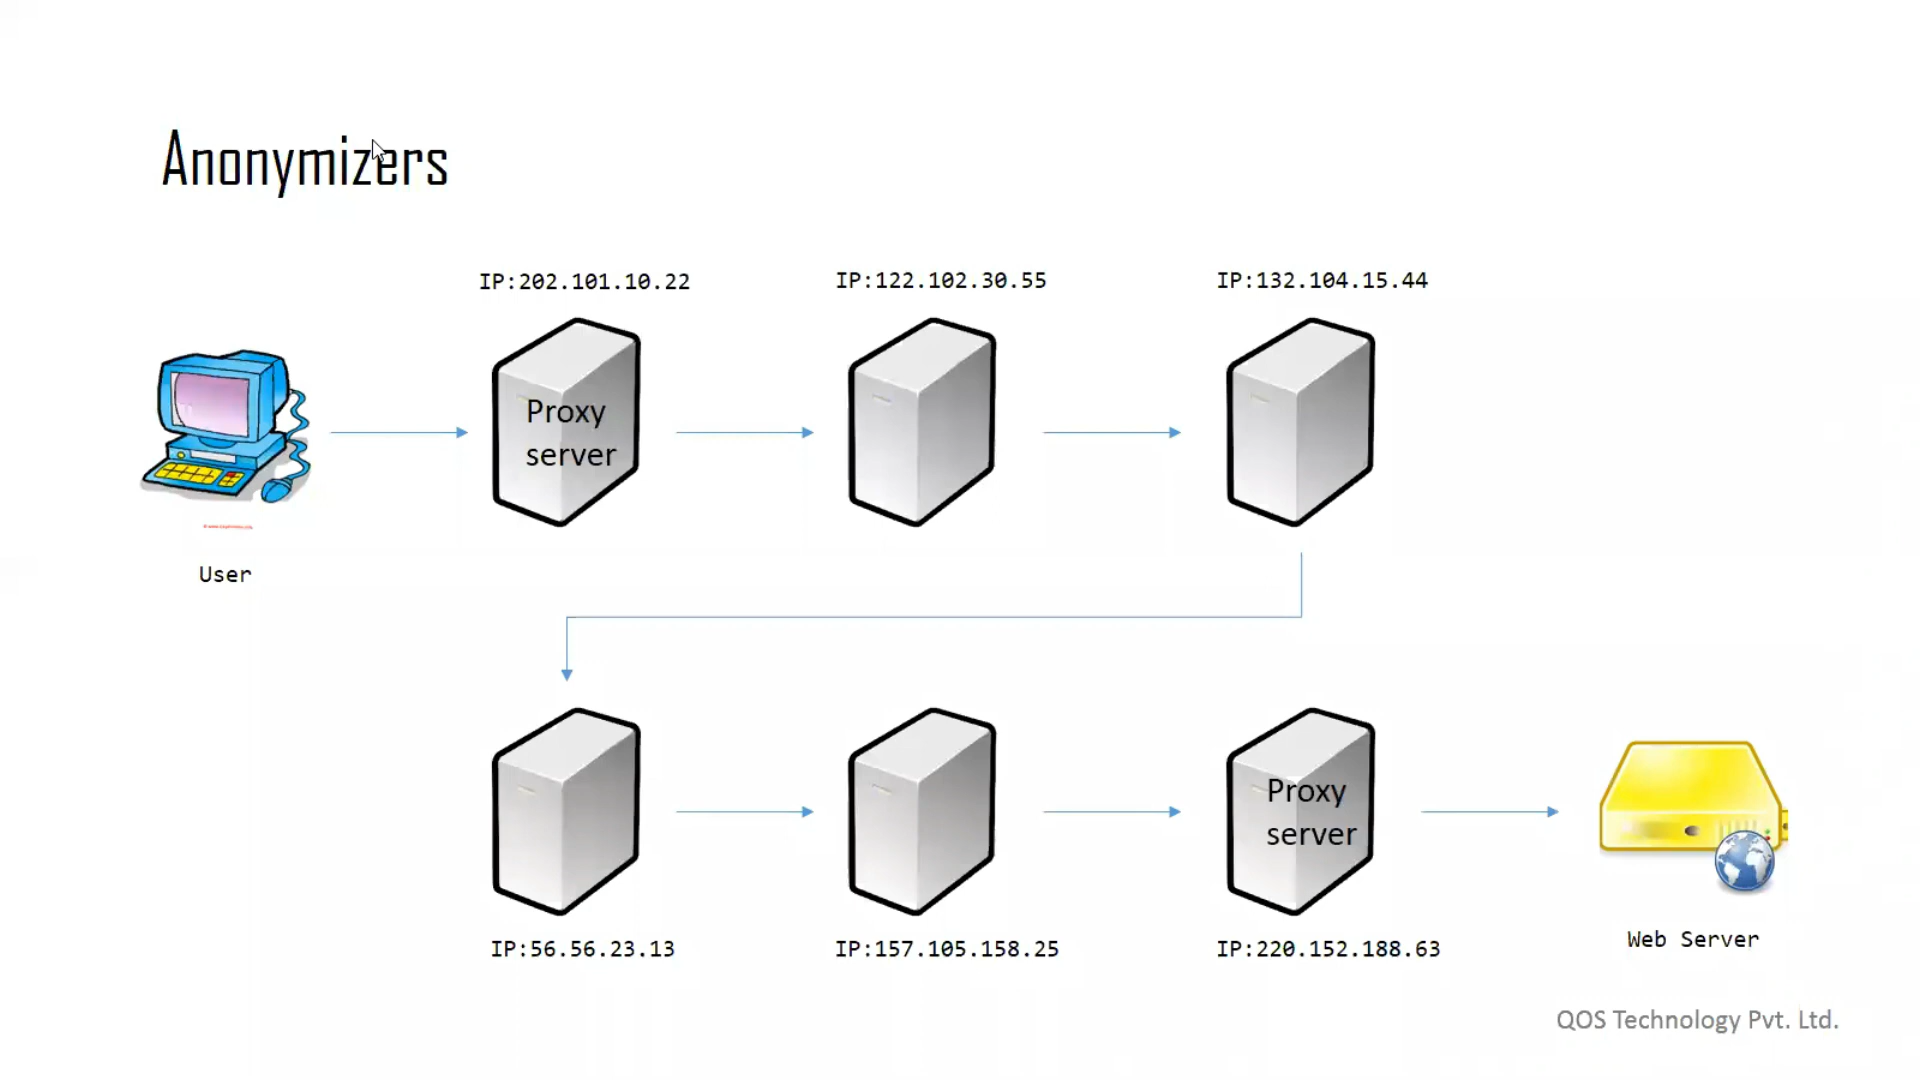 Anonymizers
IP:202.101.10.22
IP:122.102.30.55
IP:132.104.15.44
Proxy
server
User
Proxy
server
IP:56.56.23.13
IP:157.105.158.25
IP:220.152.188.63
Web Server
QOS Technology Pvt. Ltd.